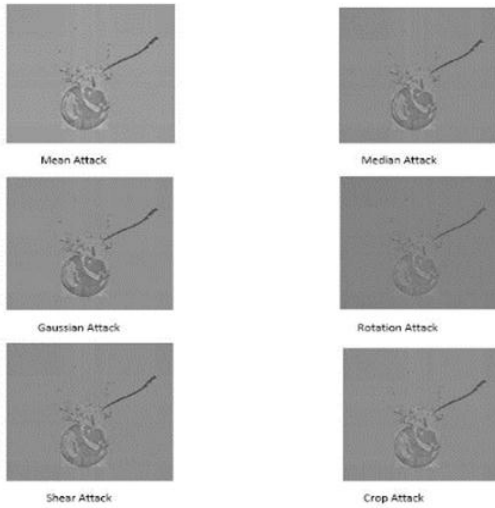 Mean Attack
Median Attack
Gaussian Attack
Rotation Attack
Shear Attack
Crop Attack